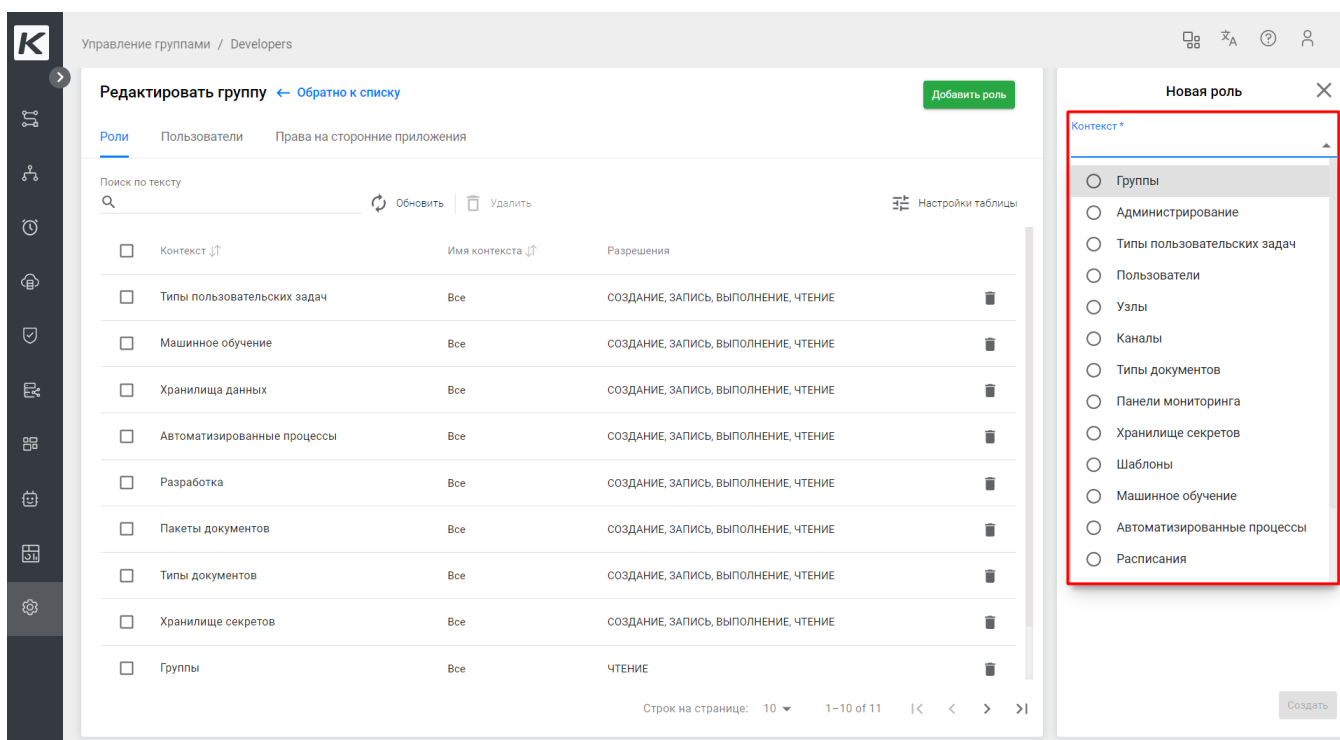 K
Управление группами / Developers
Редактировать группу ← Обратно к списку
Добавить роль
Роли Пользователи Права на сторонние приложения
Поиск по тексту
Обновить Удалить Настройки таблицы
Контекст Имя контекста Разрешения
Типы пользовательских задач Все СОЗДАНИЕ, ЗАПИСЬ, ВЫПОЛНЕНИЕ, ЧТЕНИЕ
Машинное обучение Все СОЗДАНИЕ, ЗАПИСЬ, ВЫПОЛНЕНИЕ, ЧТЕНИЕ
Хранилища данных Все СОЗДАНИЕ, ЗАПИСЬ, ВЫПОЛНЕНИЕ, ЧТЕНИЕ
Автоматизированные процессы Все СОЗДАНИЕ, ЗАПИСЬ, ВЫПОЛНЕНИЕ, ЧТЕНИЕ
Разработка Все СОЗДАНИЕ, ЗАПИСЬ, ВЫПОЛНЕНИЕ, ЧТЕНИЕ
Пакеты документов Все СОЗДАНИЕ, ЗАПИСЬ, ВЫПОЛНЕНИЕ, ЧТЕНИЕ
Типы документов Все СОЗДАНИЕ, ЗАПИСЬ, ВЫПОЛНЕНИЕ, ЧТЕНИЕ
Хранилище секретов Все СОЗДАНИЕ, ЗАПИСЬ, ВЫПОЛНЕНИЕ, ЧТЕНИЕ
Группы Все ЧТЕНИЕ
Строк на странице: 10 1–10 of 11
Новая роль
Контекст *
Группы
Администрирование
Типы пользовательских задач
Пользователи
Узлы
Каналы
Типы документов
Панели мониторинга
Хранилище секретов
Шаблоны
Машинное обучение
Автоматизированные процессы
Расписания
Создать